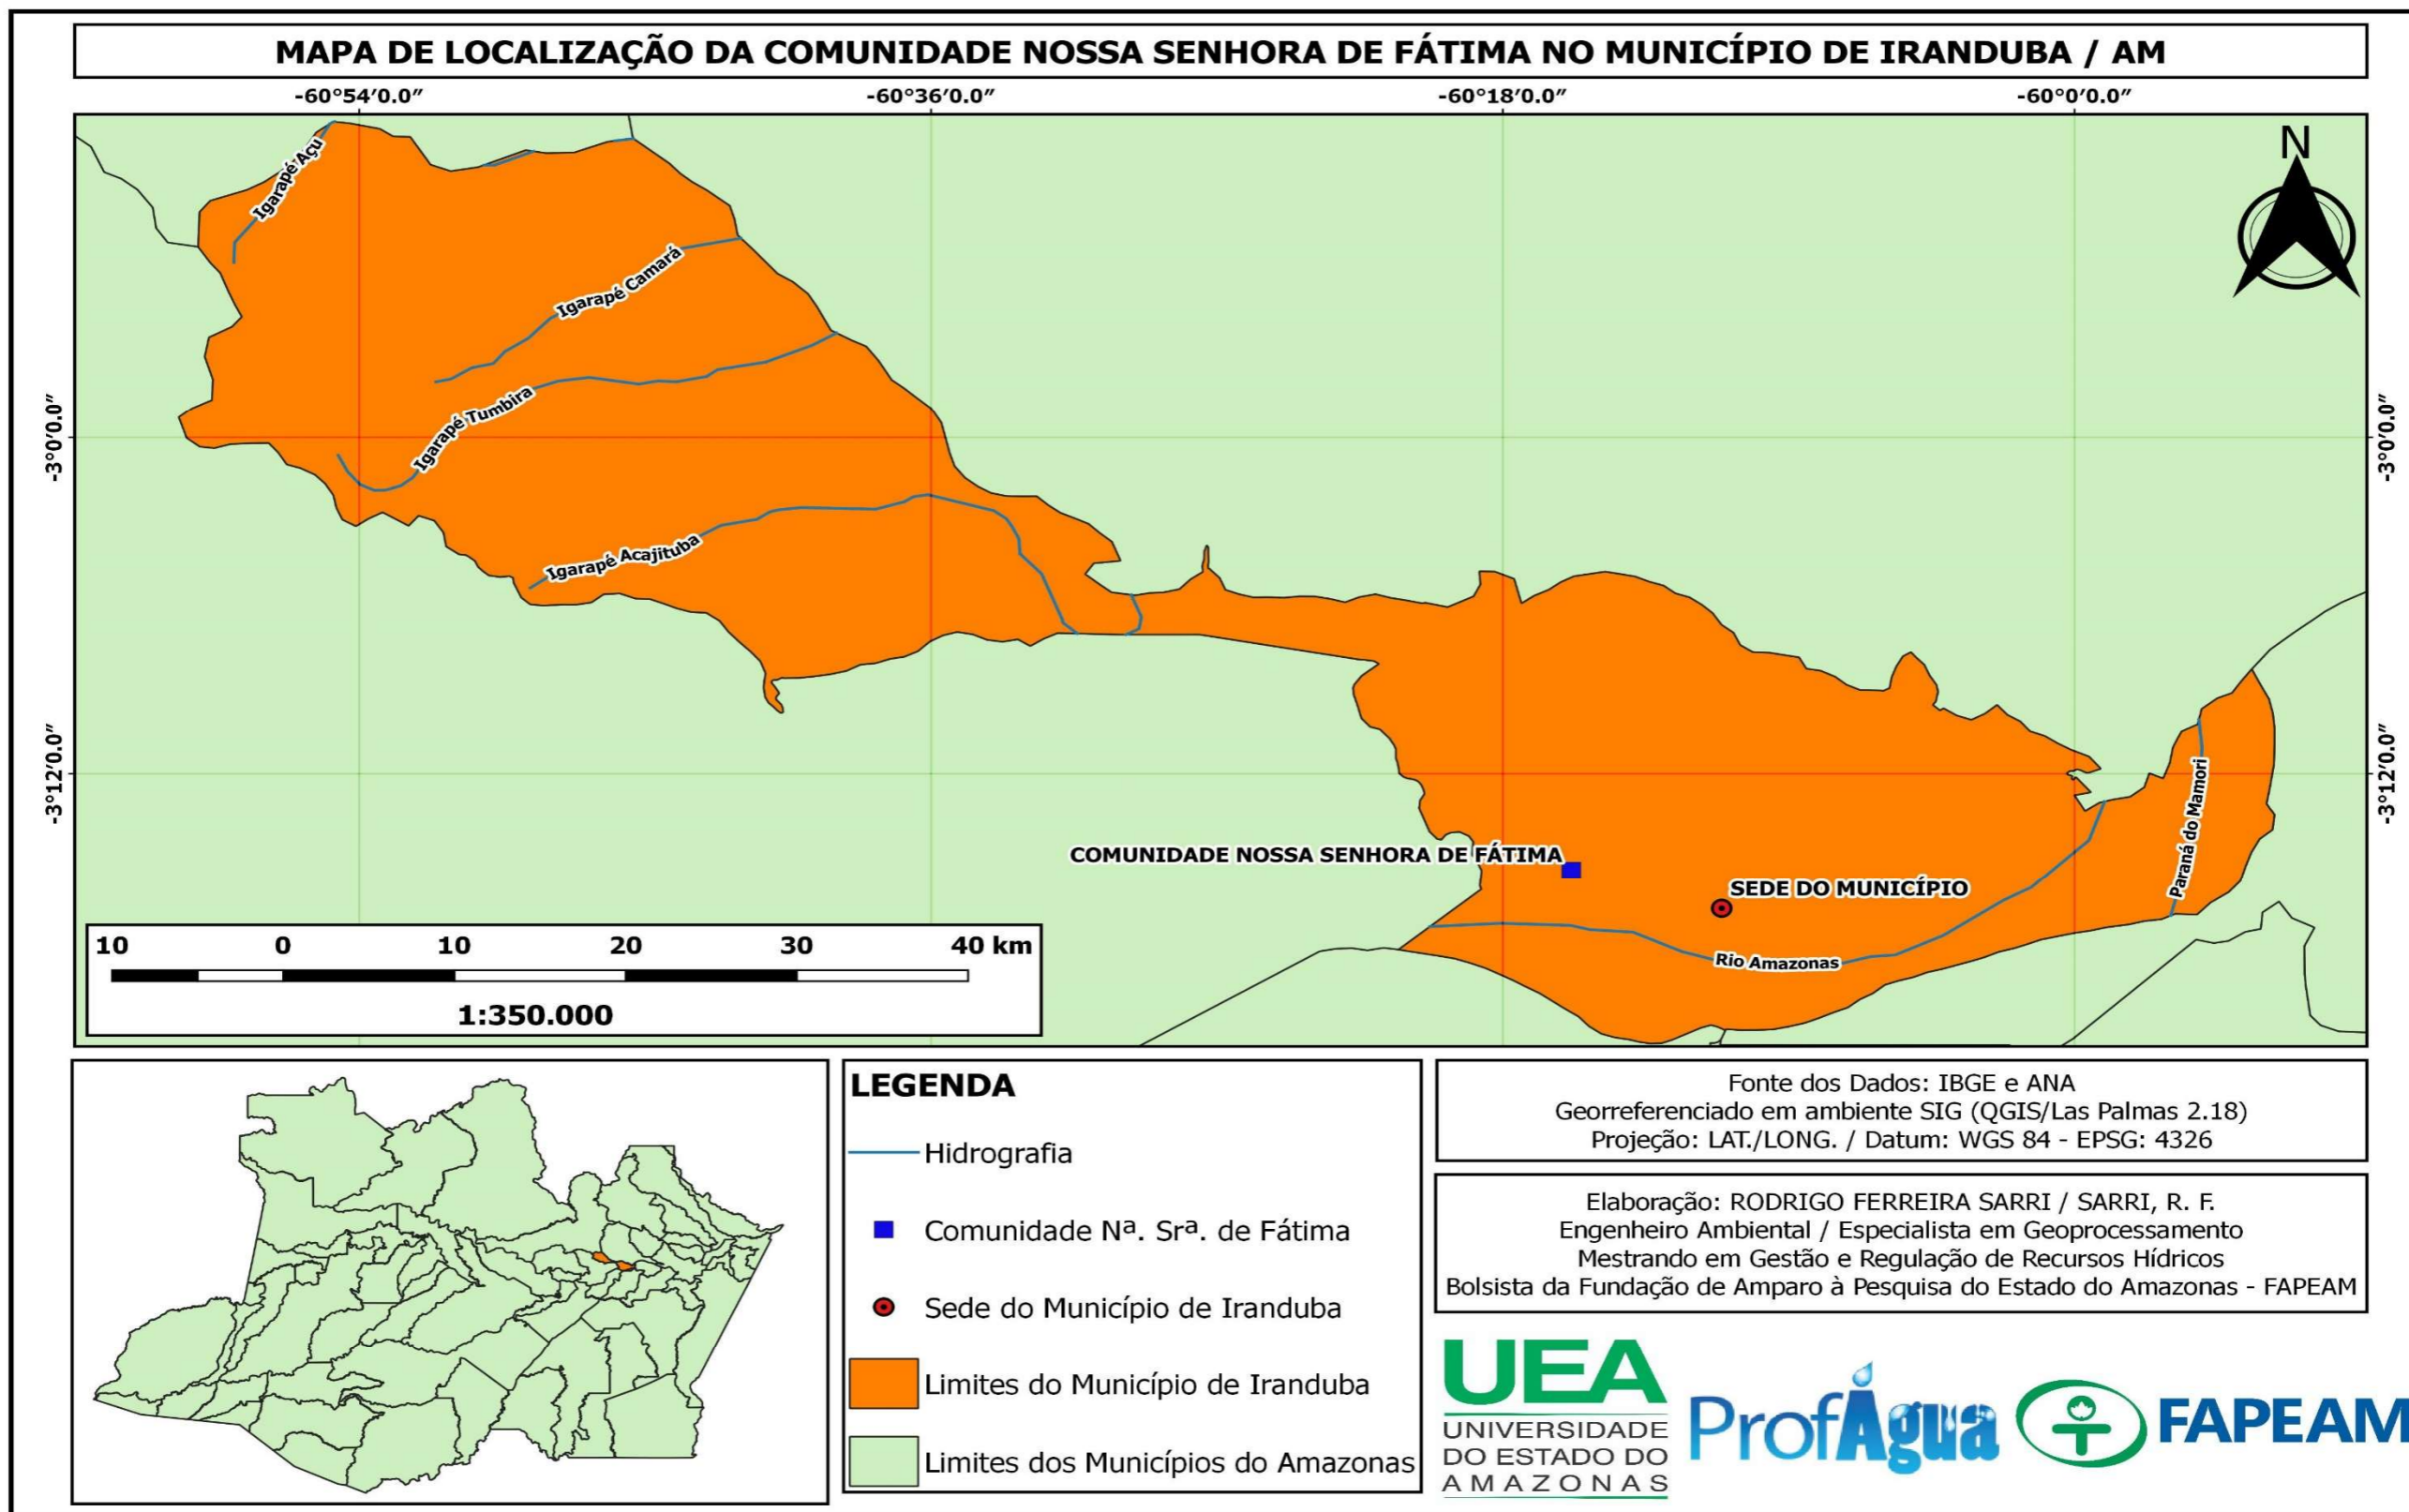 MAPA DE LOCALIZAÇÃO DA COMUNIDADE NOSSA SENHORA DE FÁTIMA NO MUNICÍPIO DE IRANDUBA / AM
-60°54'0.0" -60°36'0.0" -60°18'0.0" -60°0'0.0"
N
Igarapé Açu
Igarapé Camará
Igarapé Tumbira
-3°0'0.0" -3°0'0.0"
Igarapé Acajituba
-3°12'0.0" -3°12'0.0"
Paraná do Mamori
COMUNIDADE NOSSA SENHORA DE FÁTIMA
SEDE DO MUNICÍPIO
Rio Amazonas
10 0 10 20 30 40 km
1:350.000
LEGENDA
Hidrografia
Comunidade Nª. Srª. de Fátima
Sede do Município de Iranduba
Limites do Município de Iranduba
Limites dos Municípios do Amazonas
Fonte dos Dados: IBGE e ANA
Georreferenciado em ambiente SIG (QGIS/Las Palmas 2.18)
Projeção: LAT./LONG. / Datum: WGS 84 - EPSG: 4326
Elaboração: RODRIGO FERREIRA SARRI / SARRI, R. F.
Engenheiro Ambiental / Especialista em Geoprocessamento
Mestrando em Gestão e Regulação de Recursos Hídricos
Bolsista da Fundação de Amparo à Pesquisa do Estado do Amazonas - FAPEAM
UEA
UNIVERSIDADE
DO ESTADO DO
AMAZONAS
ProfÁgua
FAPEAM